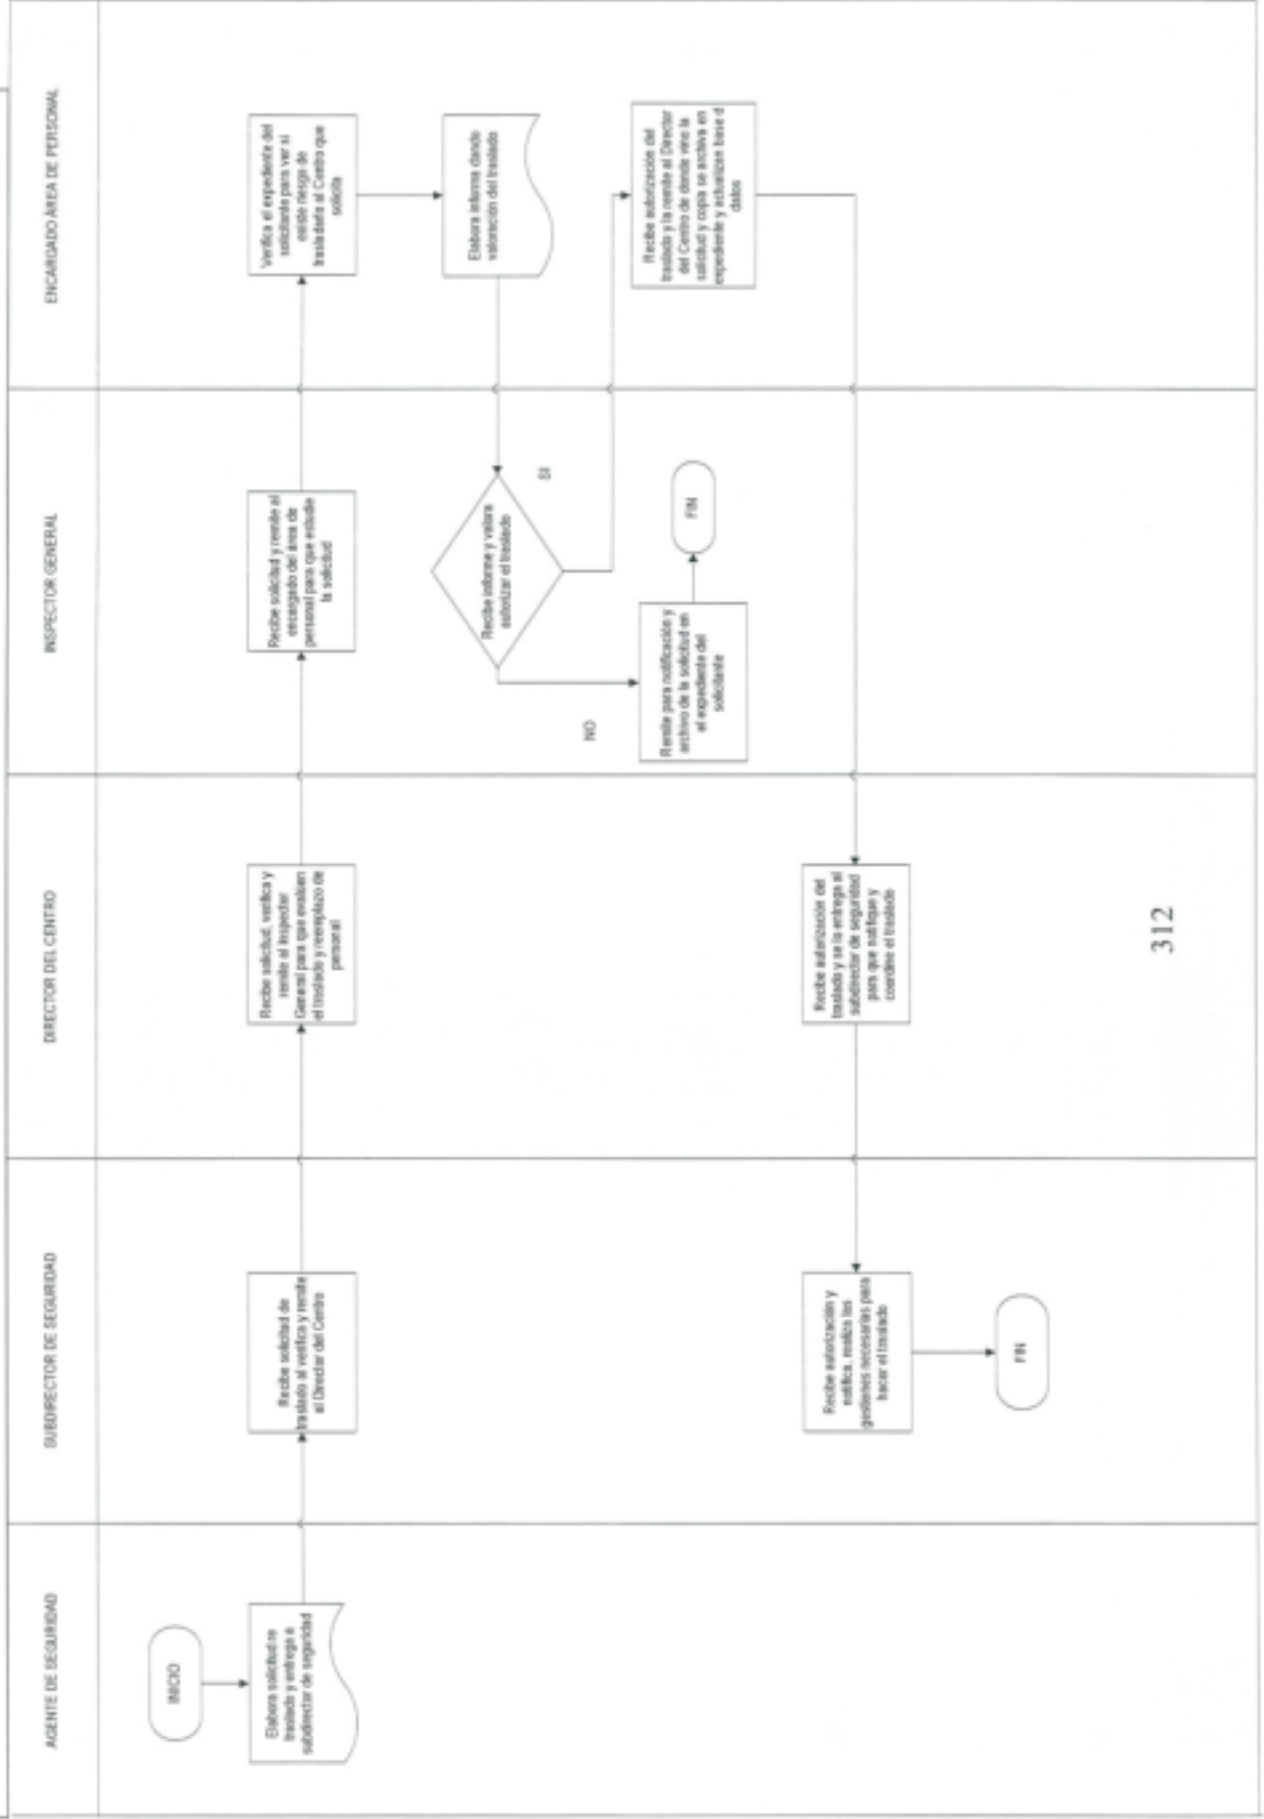 AGENTE DE SEGURIDAD
SUBDIRECTOR DE SEGURIDAD
DIRECTOR DEL CENTRO
INSPECTOR GENERAL
ENCARGADO ÁREA DE PERSONAL
INICIO
Elabora solicitud re
traslado y entrega a
subdirector de seguridad
Recibe solicitud de
traslado al verifica y remite
al Director del Centro
Recibe solicitud, verifica y
remite al Inspector
General para que evalúen
el traslado y reemplazo de
personal
Recibe solicitud y remite al
encargado del área de
personal para que estudie
la solicitud
Verifica el expediente del
solicitante para ver si
existe riesgo de
trasladarlo al Centro que
solicita
Elabora informa dando
valoración del traslado
Recibe informe y valora
autorizar el traslado
SI
NO
Remite para notificación y
archivo de la solicitud en
el expediente del
solicitante
FIN
Recibe autorización del
traslado y la remite al Director
del Centro de donde vino la
solicitud y copia se archiva en
expediente y actualizan base d
datos
Recibe autorización del
traslado y se la entrega al
subdirector de seguridad
para que notifique y
coordine el traslado
Recibe autorización y
notifica, realiza las
gestiones necesarias para
hacer el traslado
FIN
312